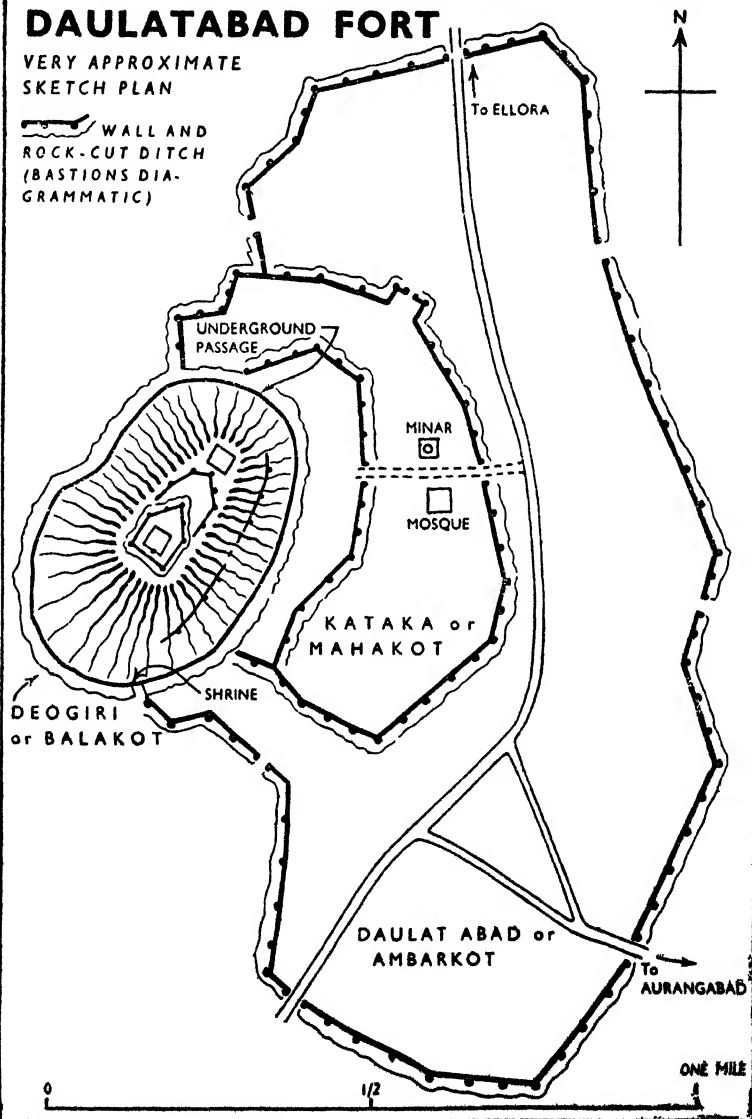 DAULATABAD FORT
VERY APPROXIMATE
SKETCH PLAN
WALL AND
ROCK-CUT DITCH
(BASTIONS DIA-
GRAMMATIC)
N
To ELLORA
UNDERGROUND
PASSAGE
MINAR
MOSQUE
KATAKA or
MAHAKOT
SHRINE
DEOGIRI
or BALAKOT
DAULAT ABAD or
AMBARKOT
To
AURANGABAD
ONE MILE
0 1/2 1